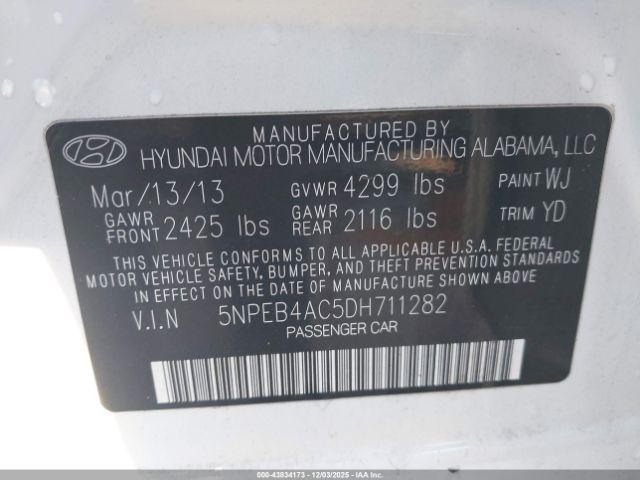 MANUFACTURED BY
HYUNDAI MOTOR MANUFACTURING ALABAMA, LLC
Mar/13/13 GVWR 4299 lbs PAINT WJ
GAWR FRONT 2425 lbs GAWR REAR 2116 lbs TRIM YD
THIS VEHICLE CONFORMS TO ALL APPLICABLE U.S.A. FEDERAL
MOTOR VEHICLE SAFETY, BUMPER, AND THEFT PREVENTION
STANDARDS IN EFFECT ON THE DATE OF MANUFACTURE SHOWN ABOVE.
V.I.N 5NPEB4AC5DH711282
PASSENGER CAR
000-43834173 - 12/03/2025 - IAAI.COM